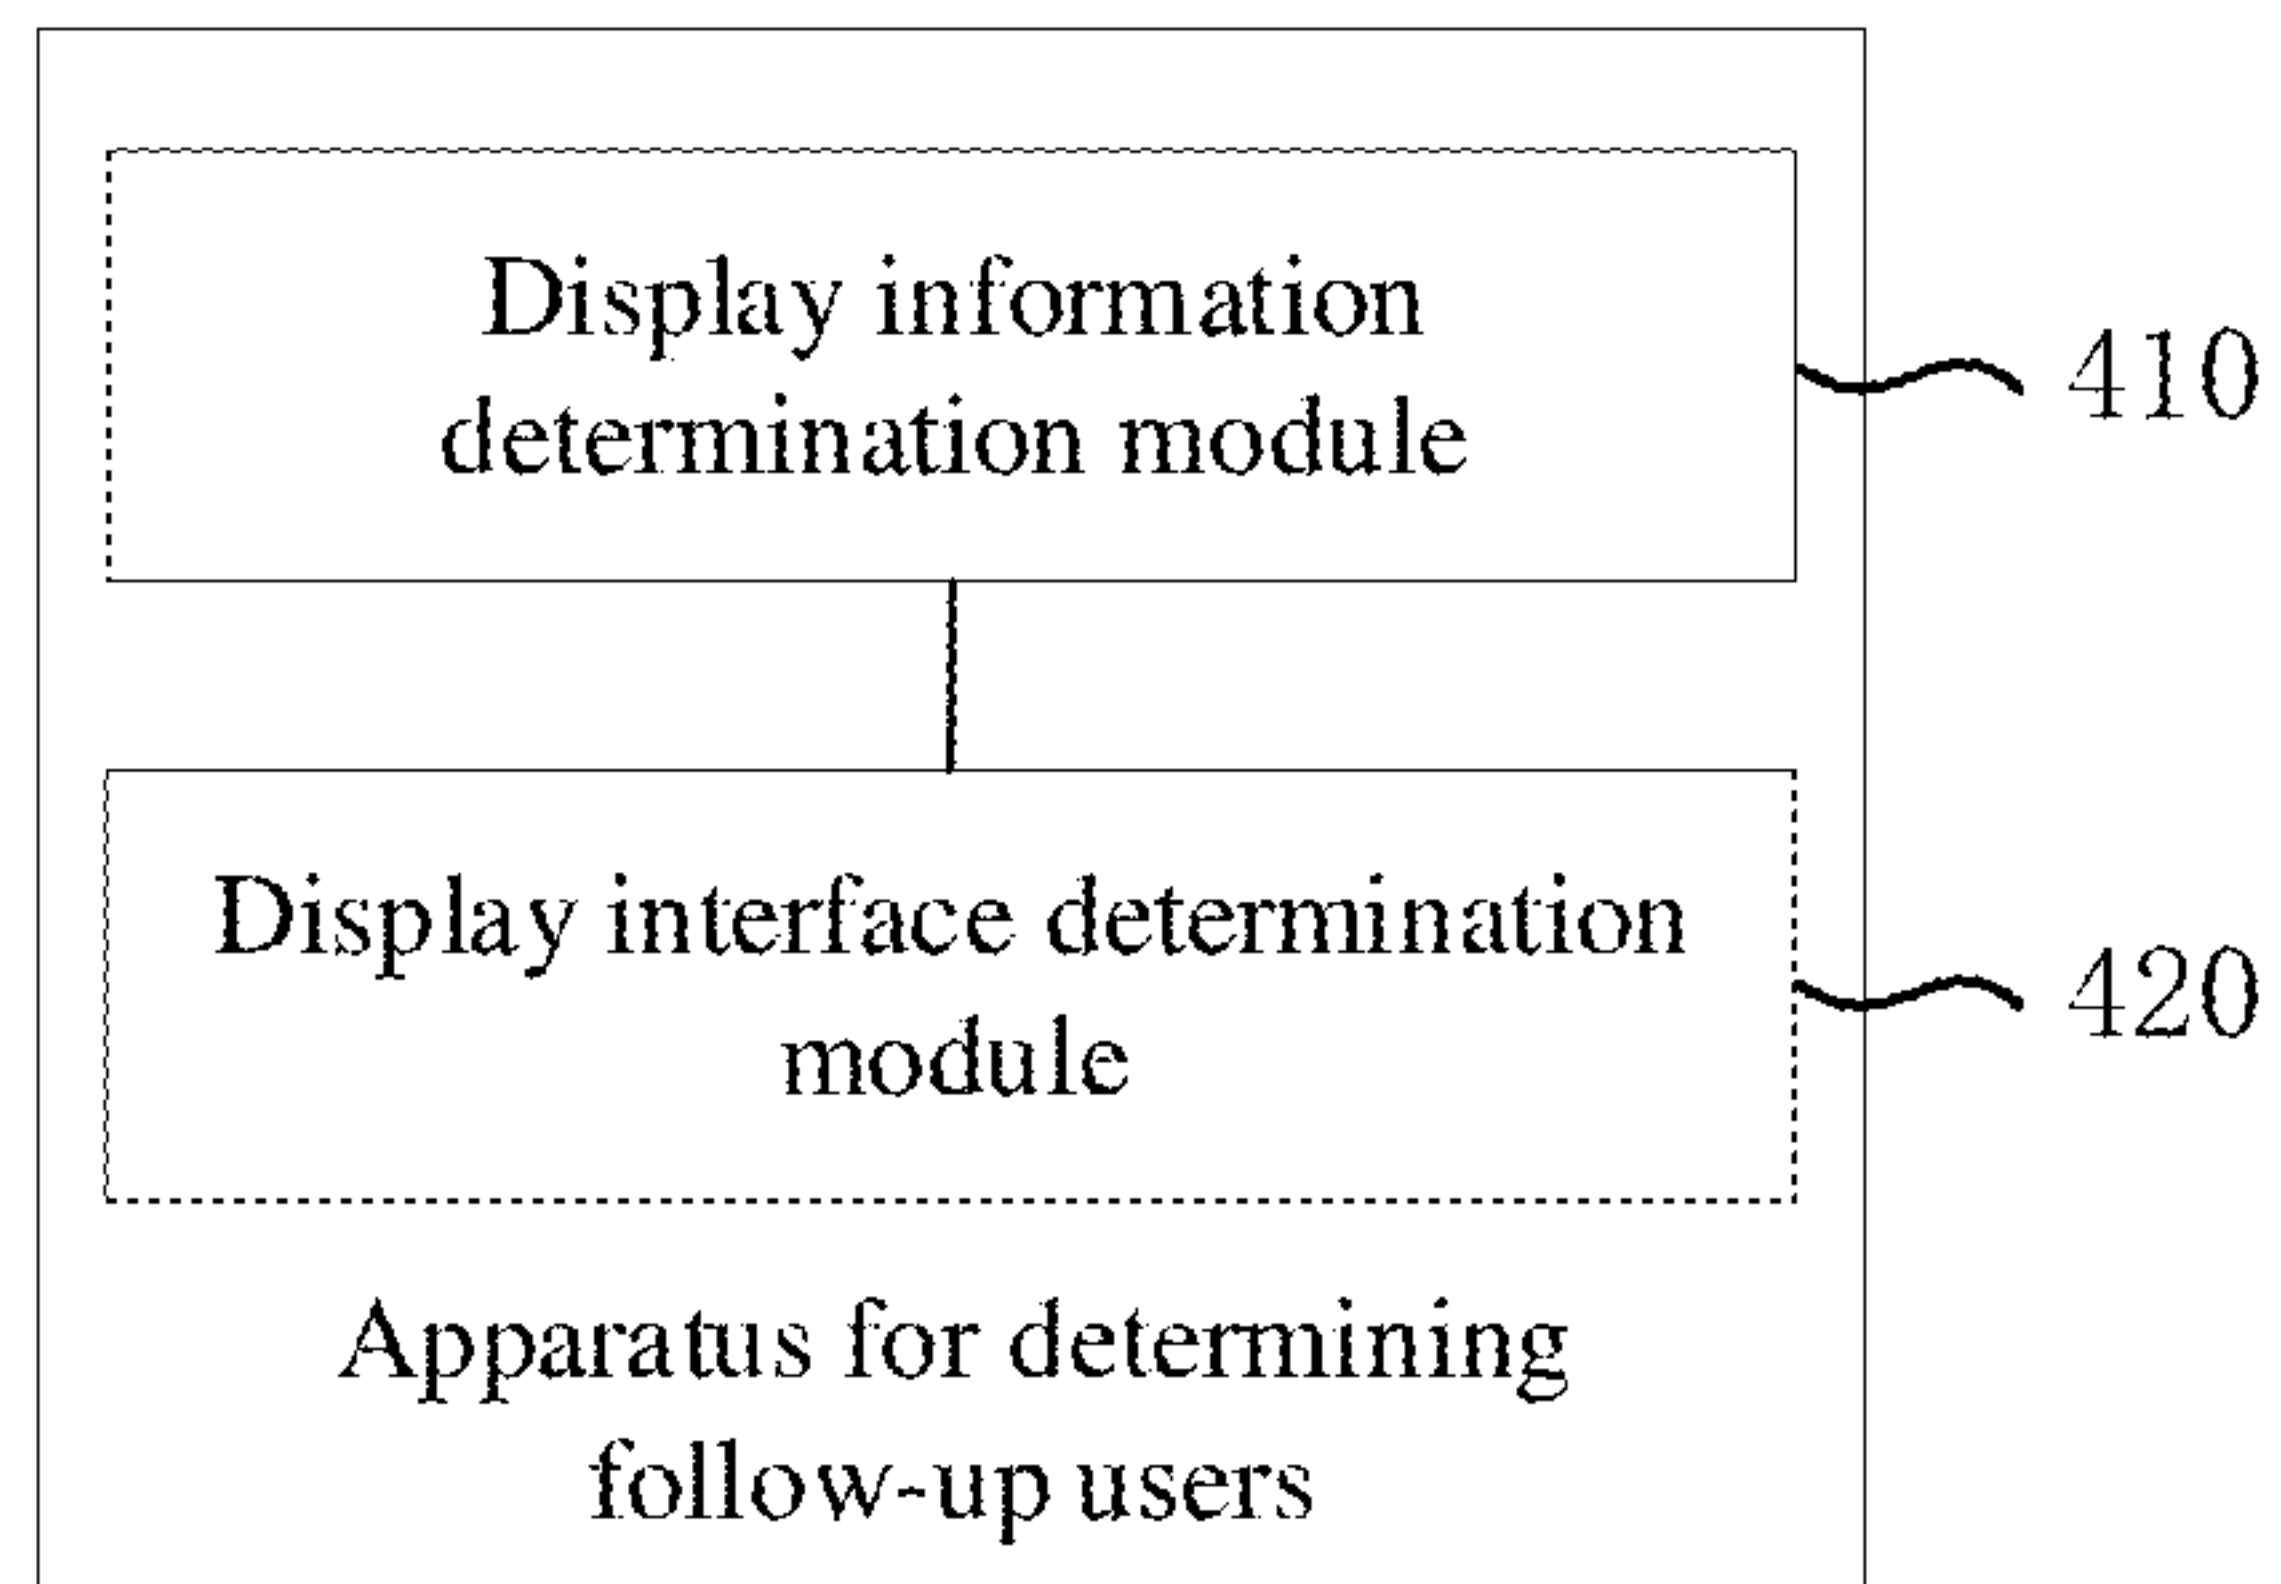 Display information
determination module
410
Display interface determination
module
420
Apparatus for determining
follow-up users